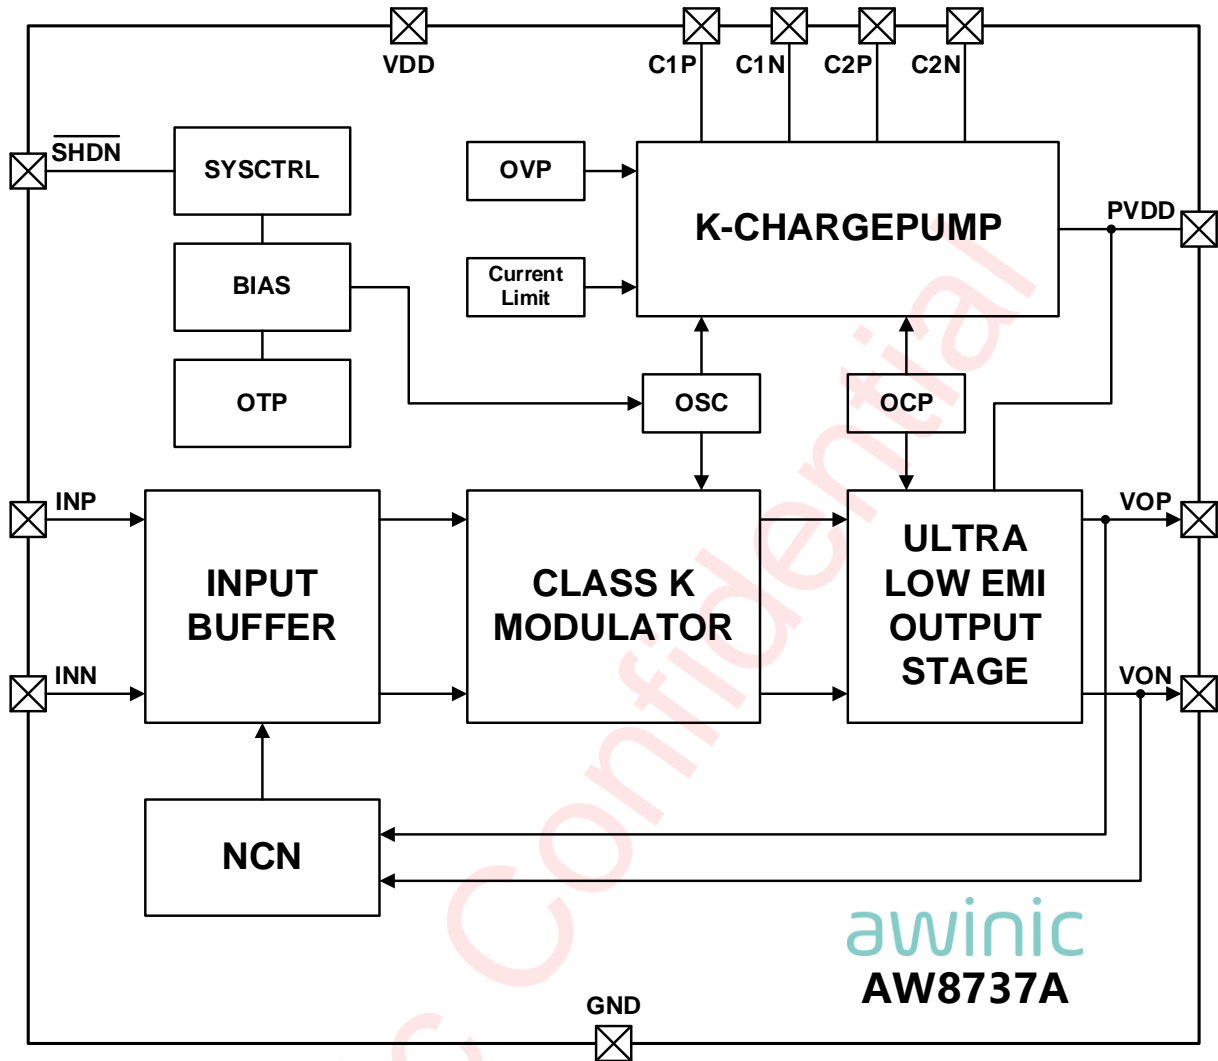 VDD
C1P
C1N
C2P
C2N
SHDN
SYSCTRL
OVP
K-CHARGEPUMP
PVDD
BIAS
Current
Limit
OTP
OSC
OCP
INP
INPUT
BUFFER
INN
CLASS K
MODULATOR
ULTRA
LOW EMI
OUTPUT
STAGE
VOP
VON
NCN
awinic
AW8737A
GND
c Confidential